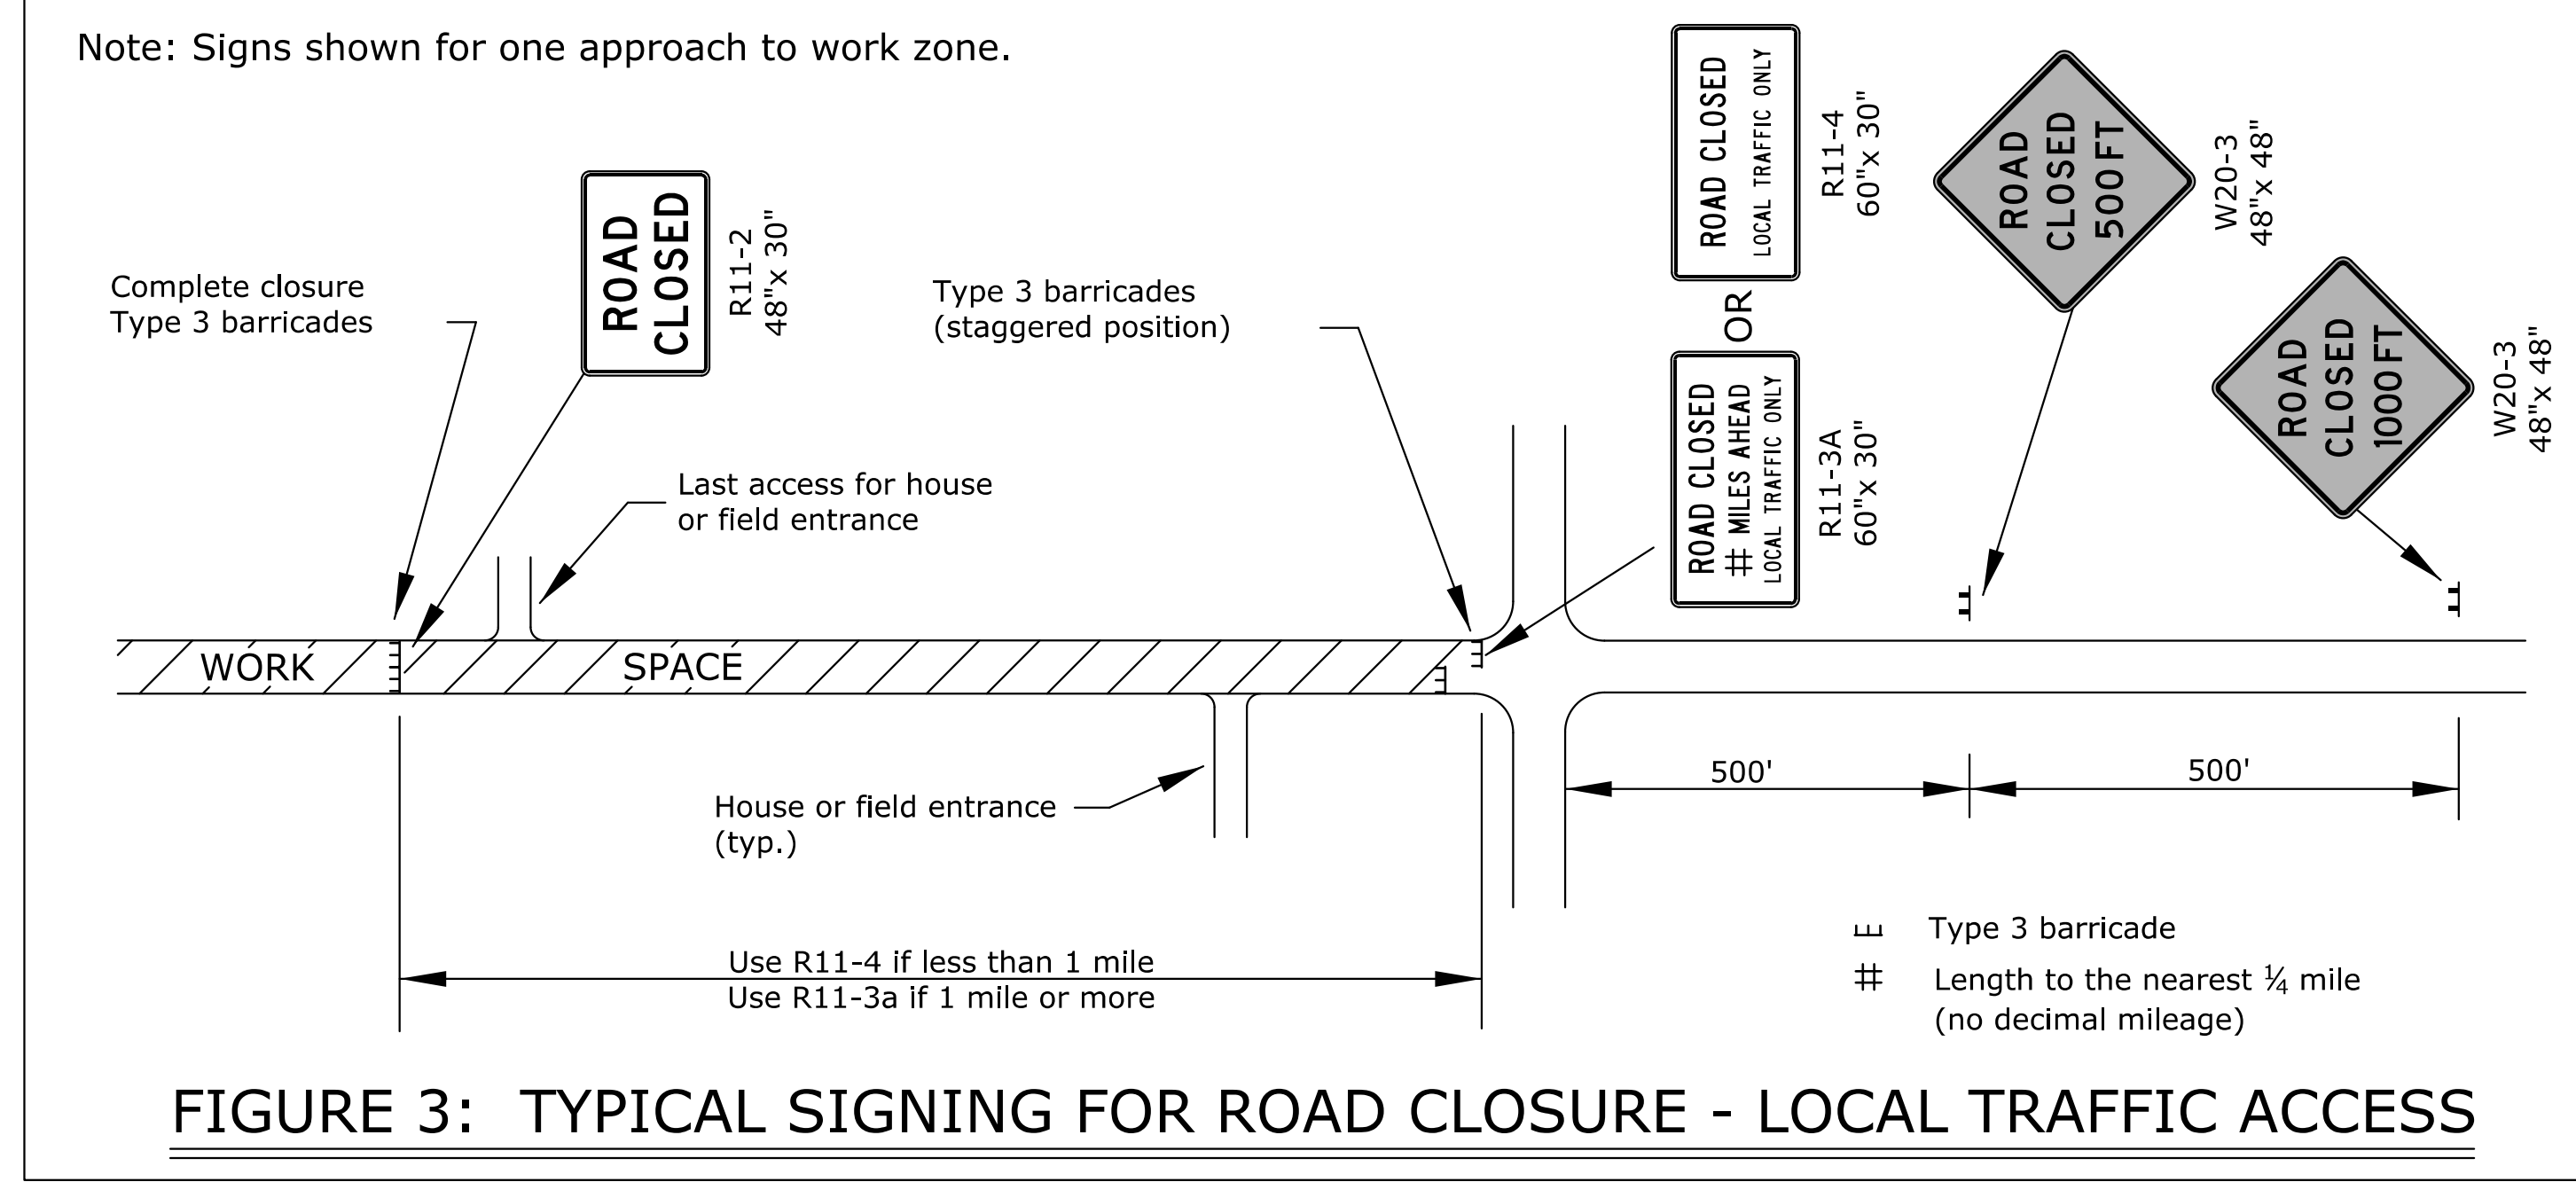 Note: Signs shown for one approach to work zone.
Complete closure
Type 3 barricades
ROAD
CLOSED
R11-2
48"x 30"
Last access for house
or field entrance
Type 3 barricades
(staggered position)
ROAD CLOSED
LOCAL TRAFFIC ONLY
R11-4
60"x 30"
OR
ROAD CLOSED
# MILES AHEAD
LOCAL TRAFFIC ONLY
R11-3A
60"x 30"
ROAD
CLOSED
500FT
W20-3
48"x 48"
ROAD
CLOSED
1000FT
W20-3
48"x 48"
WORK
SPACE
500'
500'
House or field entrance
(typ.)
Use R11-4 if less than 1 mile
Use R11-3a if 1 mile or more
Type 3 barricade
# Length to the nearest ¼ mile
(no decimal mileage)
FIGURE 3: TYPICAL SIGNING FOR ROAD CLOSURE - LOCAL TRAFFIC ACCESS